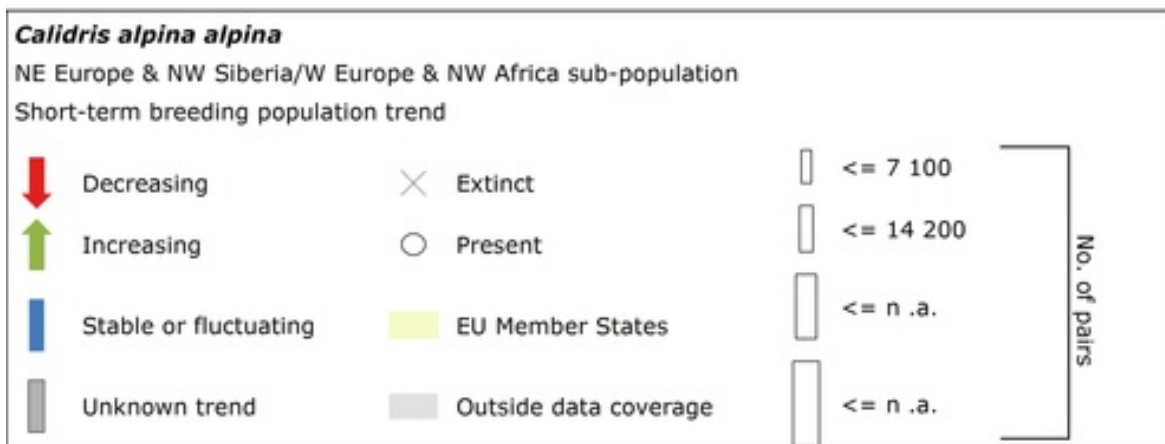 Calidris alpina alpina
NE Europe & NW Siberia/W Europe & NW Africa sub-population
Short-term breeding population trend
Decreasing
Increasing
Stable or fluctuating
Unknown trend
Extinct
Present
EU Member States
Outside data coverage
<= 7 100
<= 14 200
<= n .a.
<= n .a.
No. of pairs